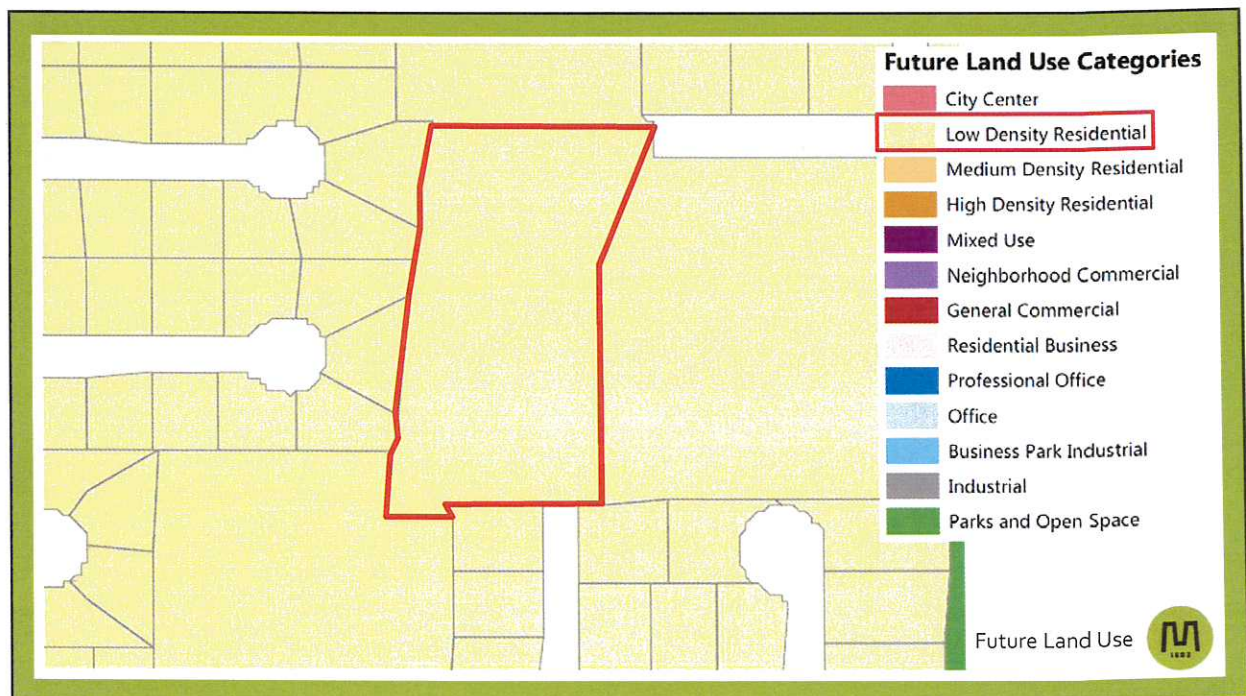 Future Land Use Categories
City Center
Low Density Residential
Medium Density Residential
High Density Residential
Mixed Use
Neighborhood Commercial
General Commercial
Residential Business
Professional Office
Office
Business Park Industrial
Industrial
Parks and Open Space
Future Land Use
M